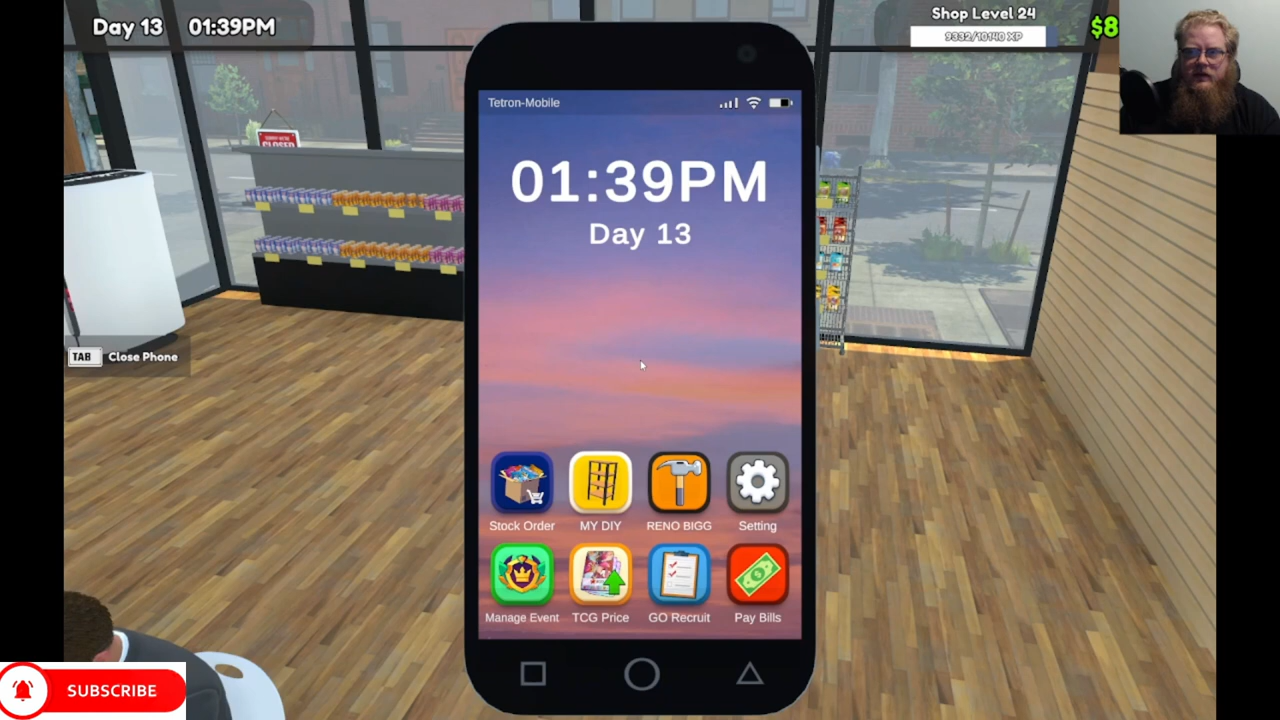 Day 13 01:39PM
Shop Level 24
9332/10140 XP
$8
Tetron-Mobile
01:39PM
Day 13
CLOSED
TAB Close Phone
Stock Order MY DIY RENO BIGG Setting
Manage Event TCG Price GO Recruit Pay Bills
SUBSCRIBE